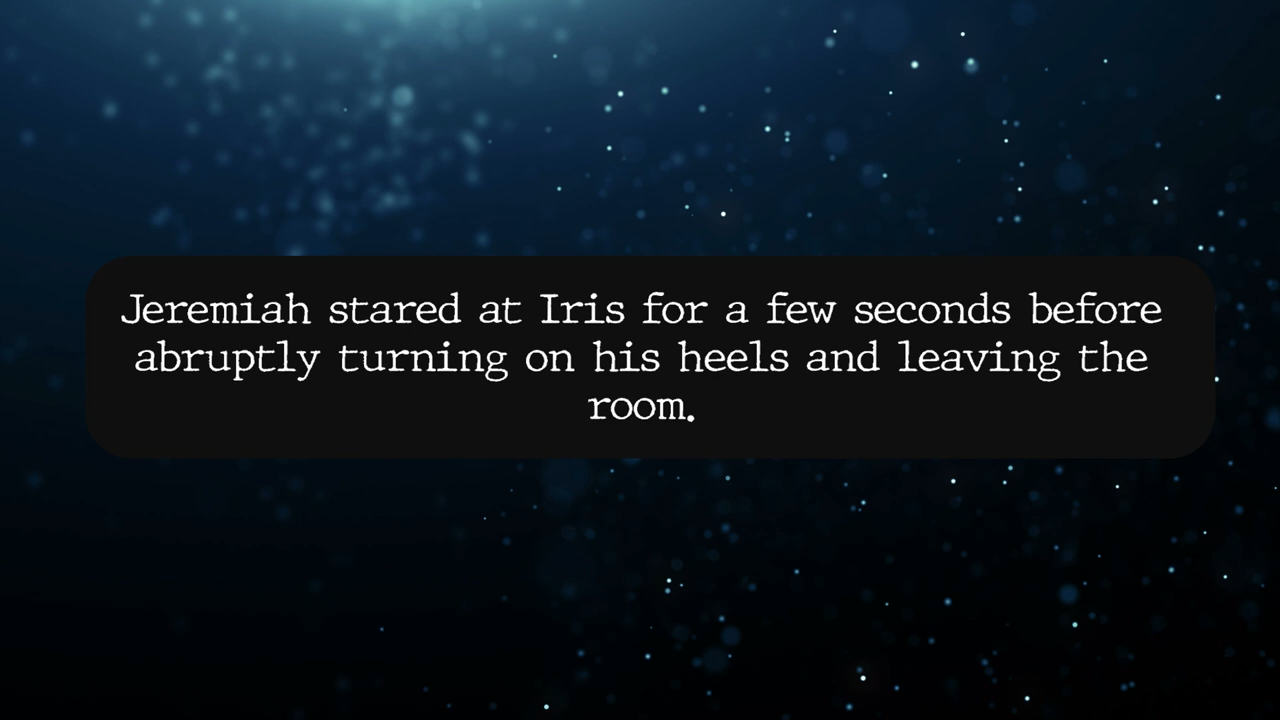 Jeremiah stared at Iris for a few seconds before
abruptly turning on his heels and leaving the
room.